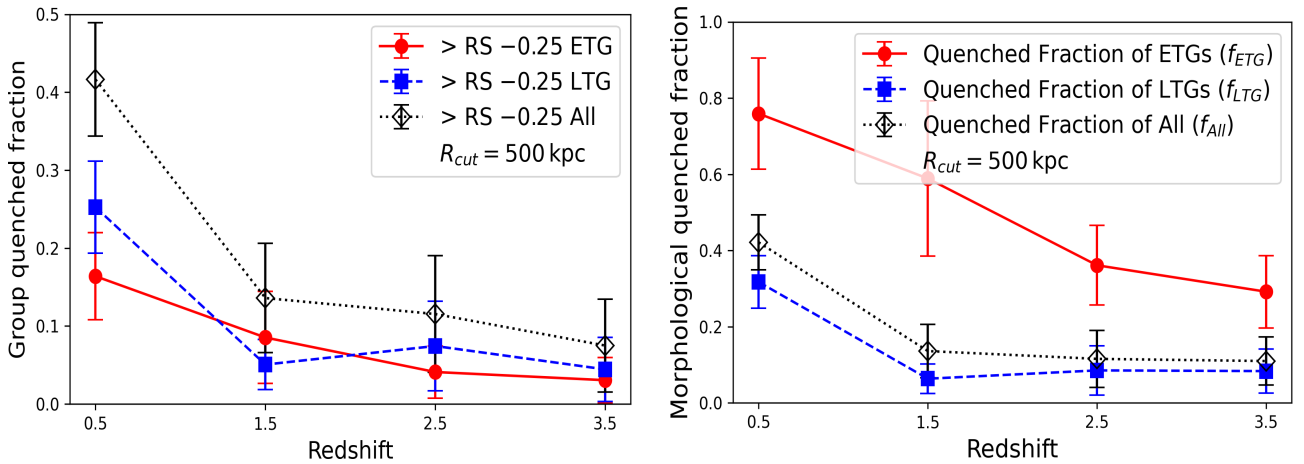 Group quenched fraction
0.5
0.4
0.3
0.2
0.1
0.0
0.5
1.5
2.5
3.5
Redshift
> RS −0.25 ETG
> RS −0.25 LTG
> RS −0.25 All
R_cut = 500 kpc
Morphological quenched fraction
1.0
0.8
0.6
0.4
0.2
0.0
0.5
1.5
2.5
3.5
Redshift
Quenched Fraction of ETGs (f_ETG)
Quenched Fraction of LTGs (f_LTG)
Quenched Fraction of All (f_All)
R_cut = 500 kpc